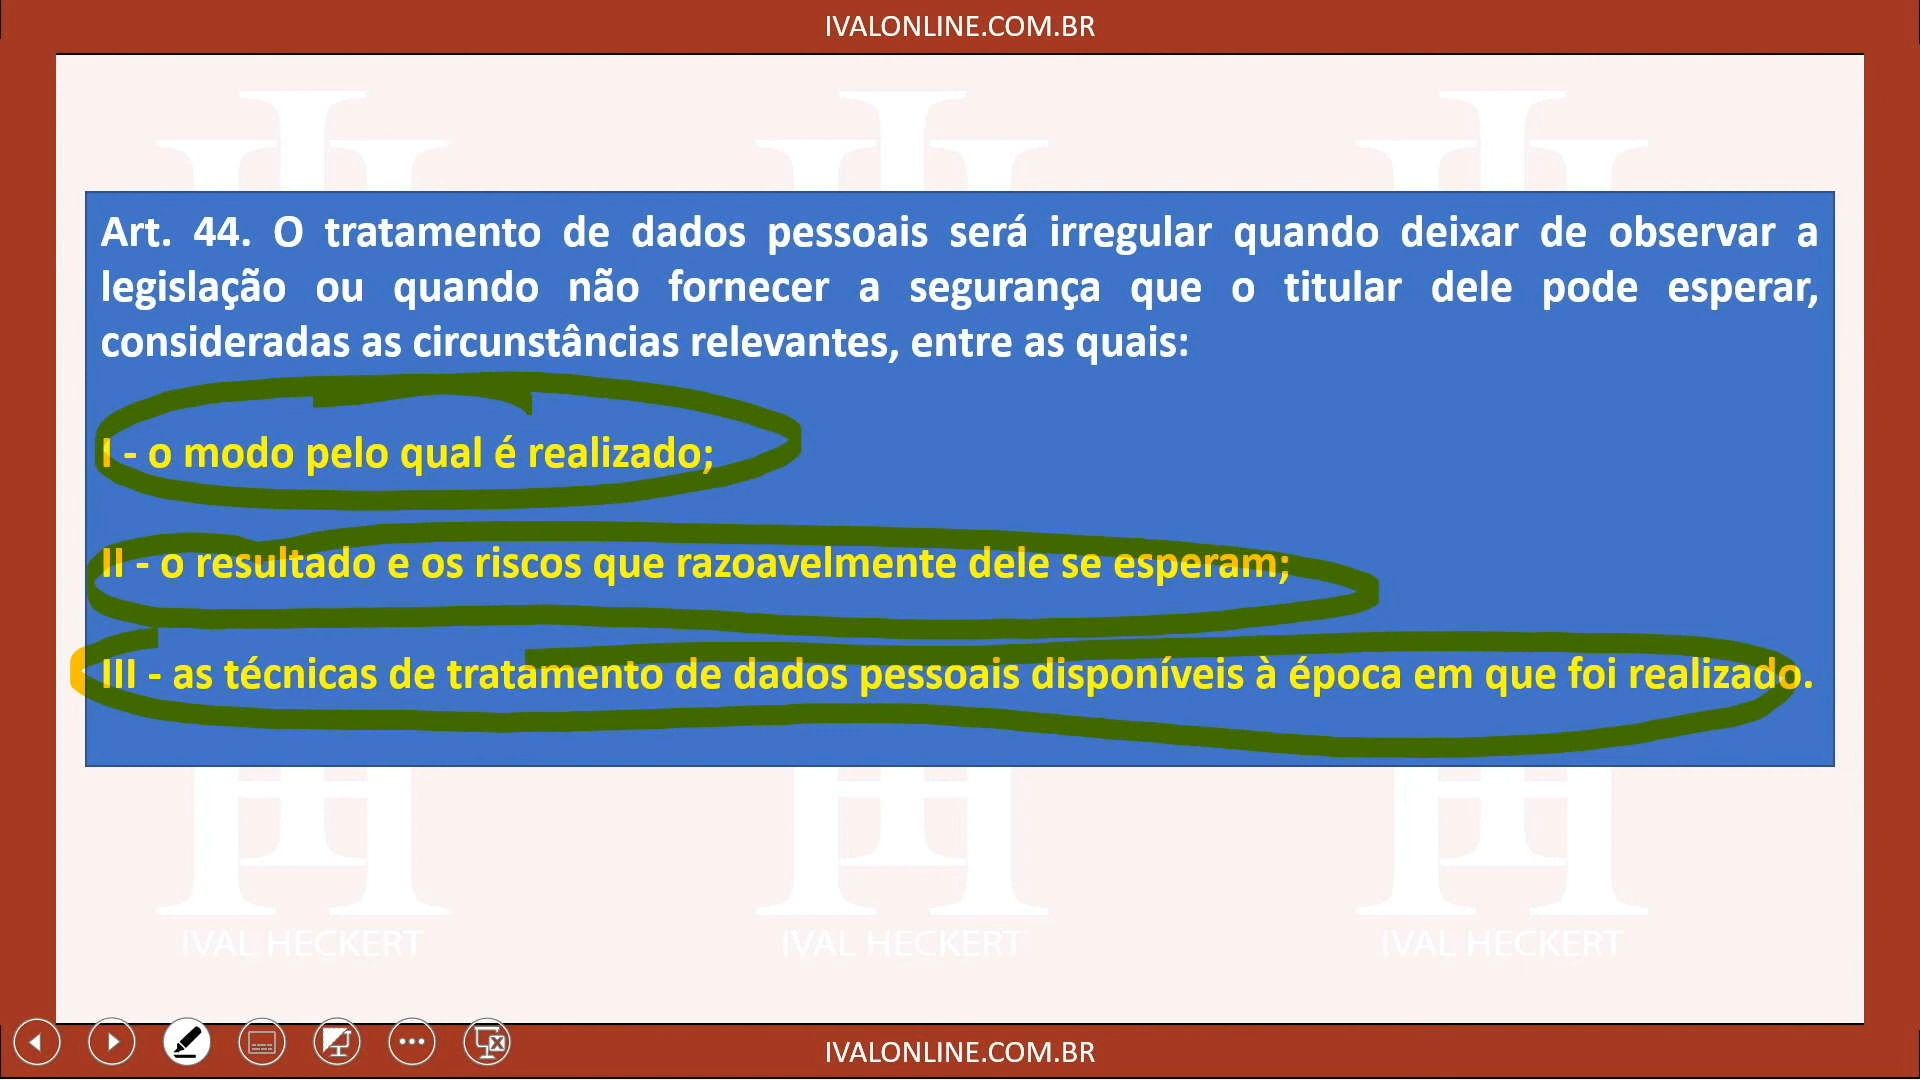 IVALONLINE.COM.BR
Art. 44. O tratamento de dados pessoais será irregular quando deixar de observar a
legislação ou quando não fornecer a segurança que o titular dele pode esperar,
consideradas as circunstâncias relevantes, entre as quais:
I - o modo pelo qual é realizado;
II - o resultado e os riscos que razoavelmente dele se esperam;
III - as técnicas de tratamento de dados pessoais disponíveis à época em que foi realizado.
IVAL HECKERT IVAL HECKERT IVAL HECKERT
IVALONLINE.COM.BR